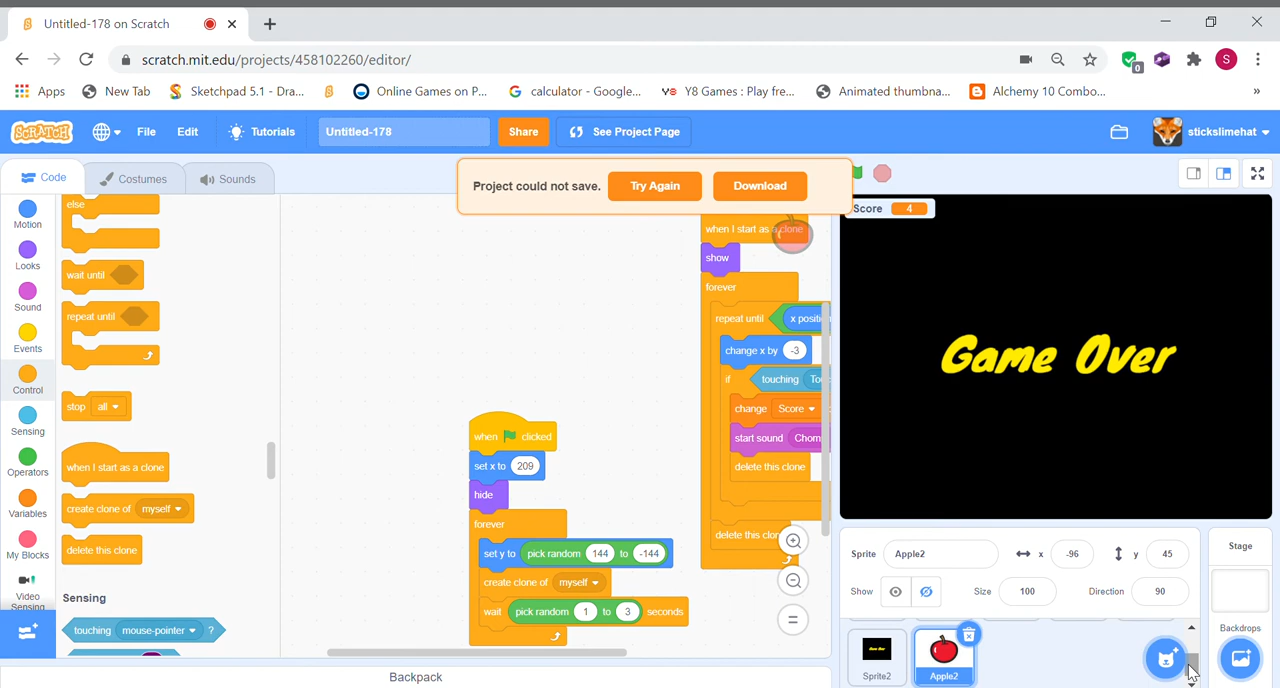 Untitled-178 on Scratch
scratch.mit.edu/projects/458102260/editor/
0
S
Apps
New Tab
Sketchpad 5.1 - Dra...
Online Games on P...
calculator - Google...
Y8 Games : Play fre...
Animated thumbna...
Alchemy 10 Combo...
»
SCRATCH
File
Edit
Tutorials
Untitled-178
Share
See Project Page
stickslimehat
Code
Costumes
Sounds
Project could not save.
Try Again
Download
Motion
Looks
Sound
Events
Control
Sensing
Operators
Variables
My Blocks
Video
Sensing
else
wait until
repeat until
stop all
when I start as a clone
create clone of myself
delete this clone
Sensing
touching mouse-pointer ?
when clicked
set x to 209
hide
forever
set y to pick random 144 to -144
create clone of myself
wait pick random 1 to 3 seconds
when I start as a clone
show
forever
repeat until x positi
change x by -3
if touching
change Score
start sound Chom
delete this clone
delete this clon
Backpack
Score 4
Game Over
Sprite Apple2
x -96
y 45
Show
Size 100
Direction 90
Stage
Backdrops
Sprite2
Apple2